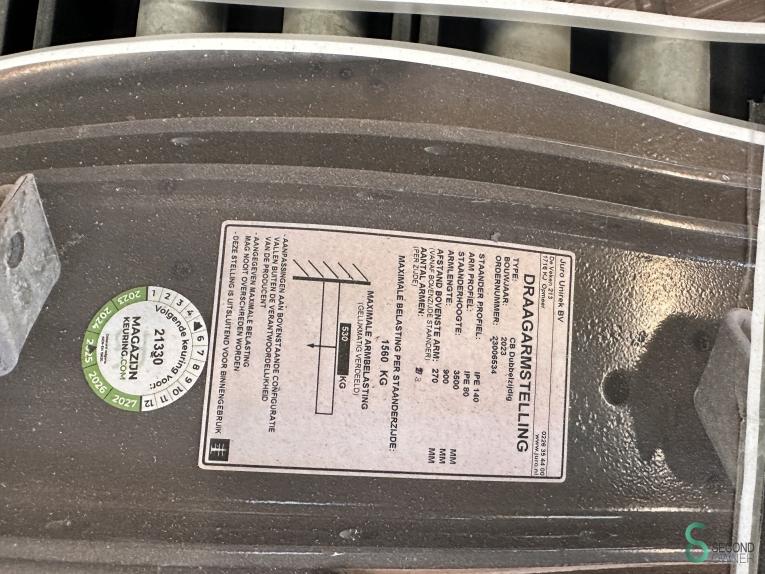 Juro Unirek BV
De Veken 213
1716 KJ Opmeer
0226 35 44 00
www.juro.nl
DRAAGARMSTELLING
TYPE: CB Dubbelzijdig
BOUWJAAR: 2023
ORDERNUMMER: 23006534
STAANDER PROFIEL: IPE 140
ARM PROFIEL: IPE 80
STAANDERHOOGTE: 3500 MM
ARMLENGTE: 900 MM
AFSTAND BOVENSTE ARM: 270 MM
(VANAF BOVENZIJDE STAANDER)
AANTAL ARMEN: 3
(PER ZIJDE)
MAXIMALE BELASTING PER STAANDERZIJDE:
1560 KG
MAXIMALE ARMBELASTING
(GELIJKMATIG VERDEELD)
530 KG
- AANPASSINGEN AAN BOVENSTAANDE CONFIGURATIE
VALLEN BUITEN DE VERANTWOORDELIJKHEID
VAN DE PRODUCENT
- AANGEGEVEN MAXIMALE BELASTING
MAG NOOIT OVERSCHREDEN WORDEN
- DEZE STELLING IS UITSLUITEND VOOR BINNENGEBRUIK
1 2 3 4 6 7 8 9 10 11 12
Volgende keuring voor:
21330
MAGAZIJN
KEURING.COM
2023 2024 2025 2026 2027
SECOND
OWNER